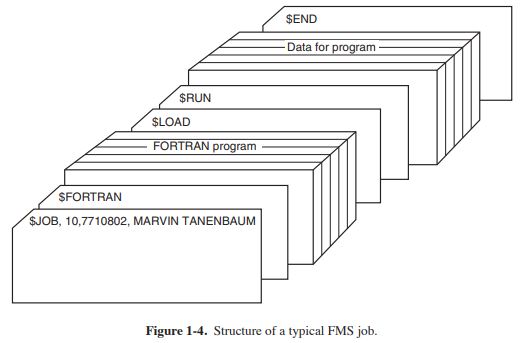 $END
Data for program
$RUN
$LOAD
FORTRAN program
$FORTRAN
$JOB, 10,7710802, MARVIN TANENBAUM
Figure 1-4. Structure of a typical FMS job.